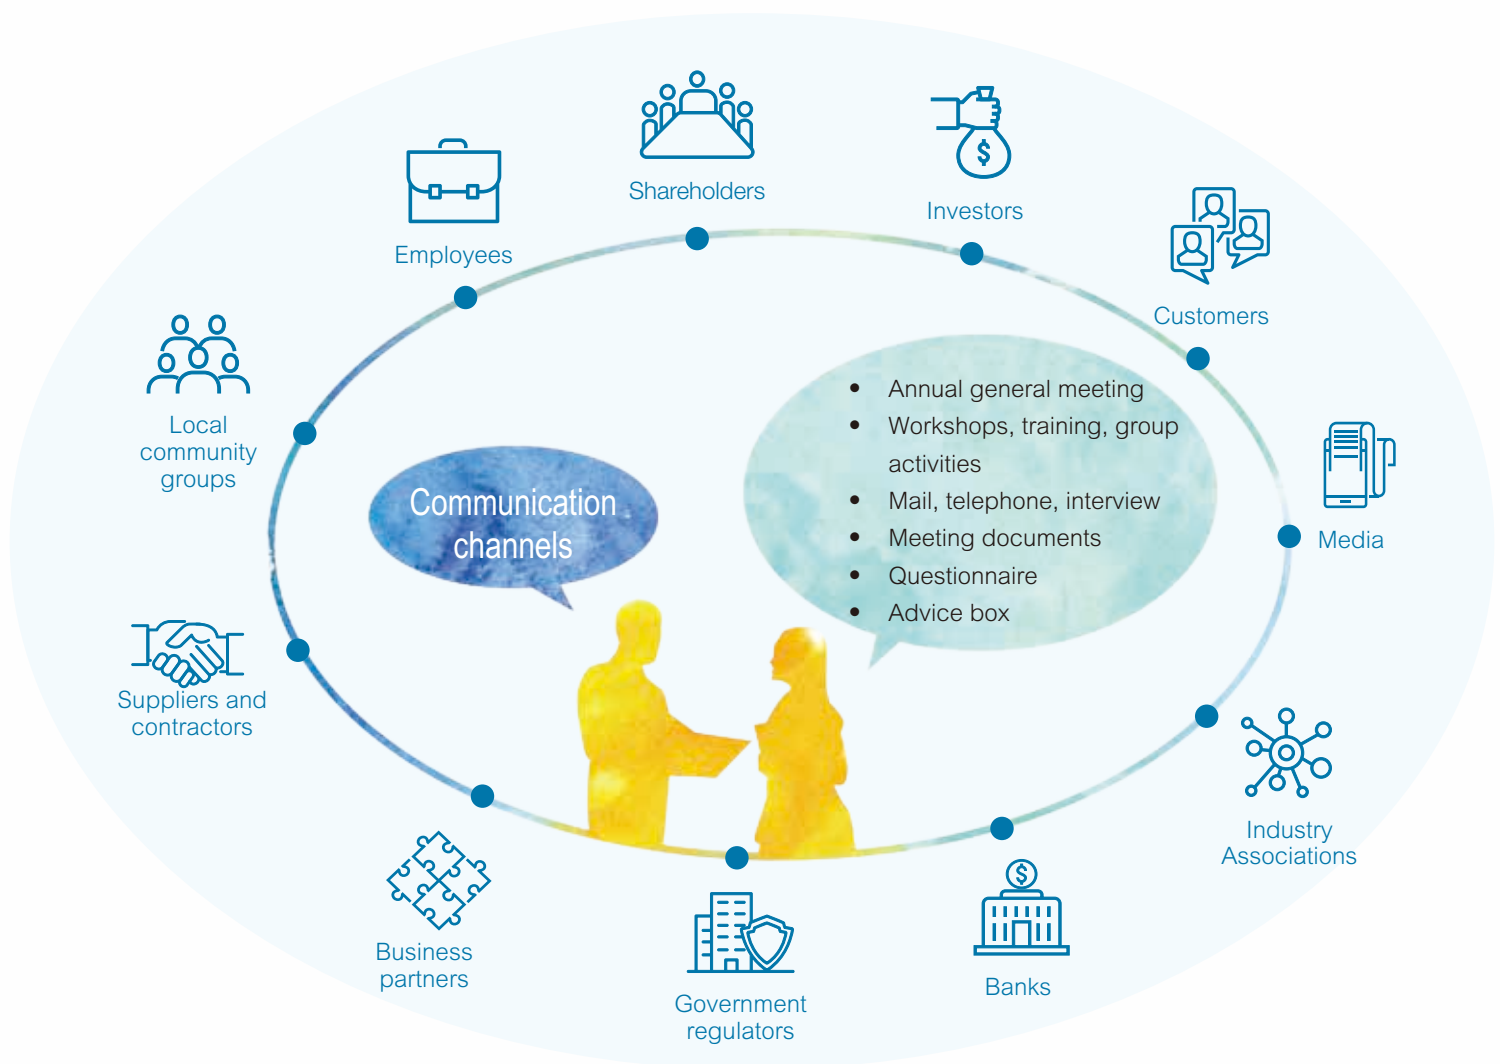 Shareholders
Investors
Employees
Customers
Local
community
groups
Communication
channels
• Annual general meeting
• Workshops, training, group
activities
• Mail, telephone, interview
• Meeting documents
• Questionnaire
• Advice box
Media
Suppliers and
contractors
Industry
Associations
Business
partners
Government
regulators
$
Banks
$